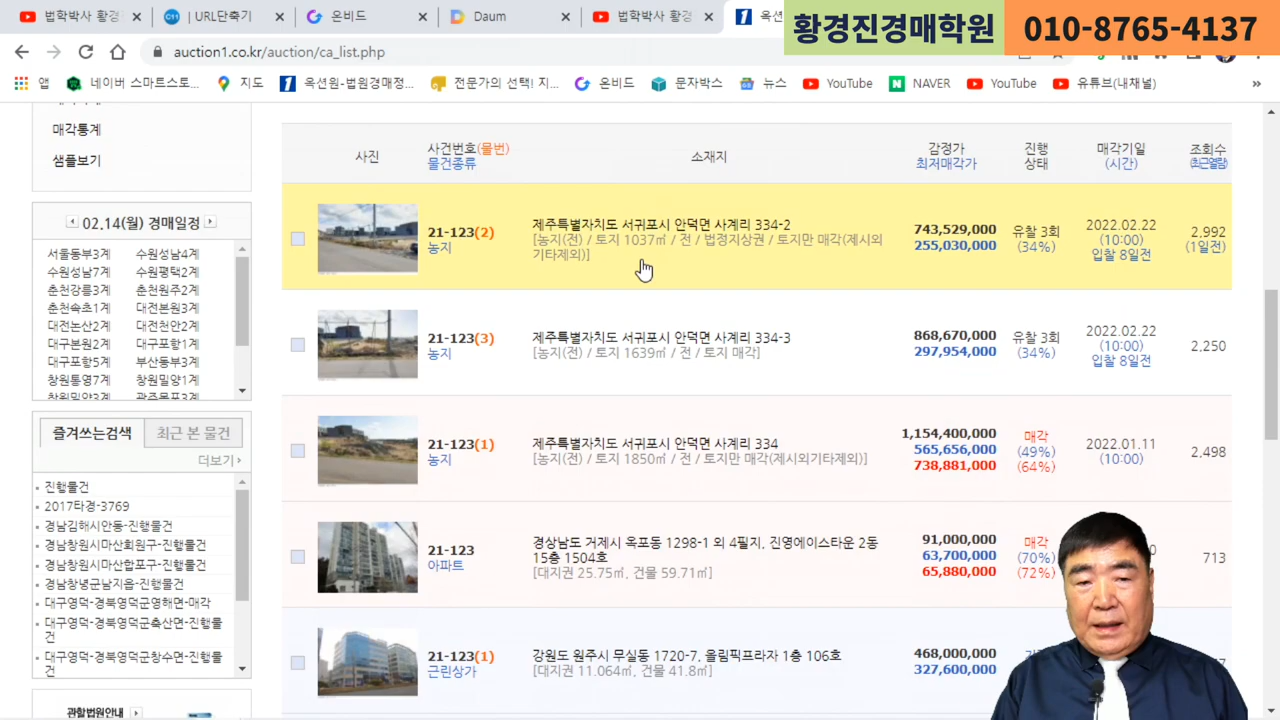 법학박사 황경
URL단축기
온비드
Daum
법학박사 황경
옥션
황경진경매학원 010-8765-4137
auction1.co.kr/auction/ca_list.php
앱
네이버 스마트스토...
지도
옥션원-법원경매정...
전문가의 선택! 지...
온비드
문자박스
뉴스
YouTube
NAVER
YouTube
유튜브(내채널)
매각통계
샘플보기
02.14(월) 경매일정
서울동부3계 수원성남4계
수원성남7계 수원평택2계
춘천강릉3계 춘천원주2계
춘천속초1계 대전본원3계
대전논산2계 대전천안2계
대구본원2계 대구포항1계
대구포항5계 부산동부3계
창원통영7계 창원밀양1계
창원밀양3계 광주목포3계
즐겨쓰는검색 최근 본 물건
더보기
진행물건
2017타경-3769
경남김해시안동-진행물건
경남창원시마산회원구-진행물건
경남창원시마산합포구-진행물건
경남창녕군남지읍-진행물건
대구영덕-경북영덕군영해면-매각
대구영덕-경북영덕군축산면-진행물
건
대구영덕-경북영덕군창수면-진행물
건
관할법원안내
사진
사건번호(물번)
물건종류
소재지
감정가
최저매각가
진행
상태
매각기일
(시간)
조회수
(최근열람)
21-123(2)
농지
제주특별자치도 서귀포시 안덕면 사계리 334-2
[농지(전) / 토지 1037㎡ / 전 / 법정지상권 / 토지만 매각(제시외
기타제외)]
743,529,000
255,030,000
유찰 3회
(34%)
2022.02.22
(10:00)
입찰 8일전
2,992
(1일전)
21-123(3)
농지
제주특별자치도 서귀포시 안덕면 사계리 334-3
[농지(전) / 토지 1639㎡ / 전 / 토지 매각]
868,670,000
297,954,000
유찰 3회
(34%)
2022.02.22
(10:00)
입찰 8일전
2,250
21-123(1)
농지
제주특별자치도 서귀포시 안덕면 사계리 334
[농지(전) / 토지 1850㎡ / 전 / 토지만 매각(제시외기타제외)]
1,154,400,000
565,656,000
738,881,000
매각
(49%)
(64%)
2022.01.11
(10:00)
2,498
21-123
아파트
경상남도 거제시 옥포동 1298-1 외 4필지, 진영에이스타운 2동
15층 1504호
[대지권 25.75㎡, 건물 59.71㎡]
91,000,000
63,700,000
65,880,000
매각
(70%)
(72%)
713
21-123(1)
근린상가
강원도 원주시 무실동 1720-7, 올림픽프라자 1층 106호
[대지권 11.064㎡, 건물 41.8㎡]
468,000,000
327,600,000